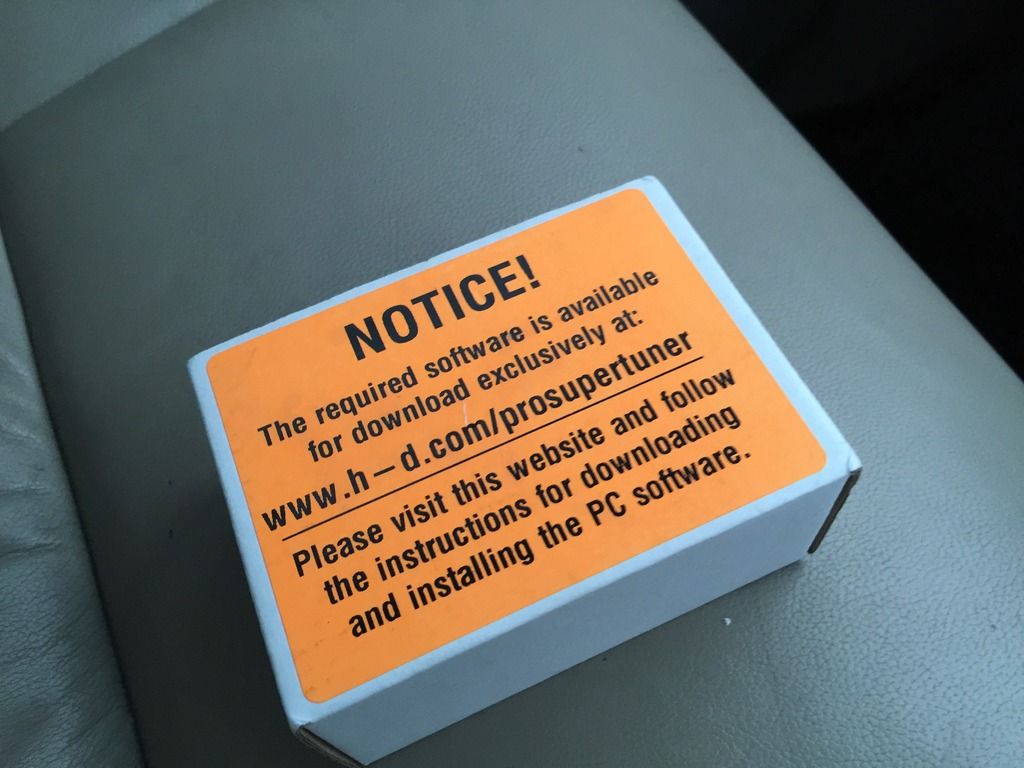 NOTICE!
The required software is available
for download exclusively at:
www.h-d.com/prosupertuner
Please visit this website and follow
the instructions for downloading
and installing the PC software.